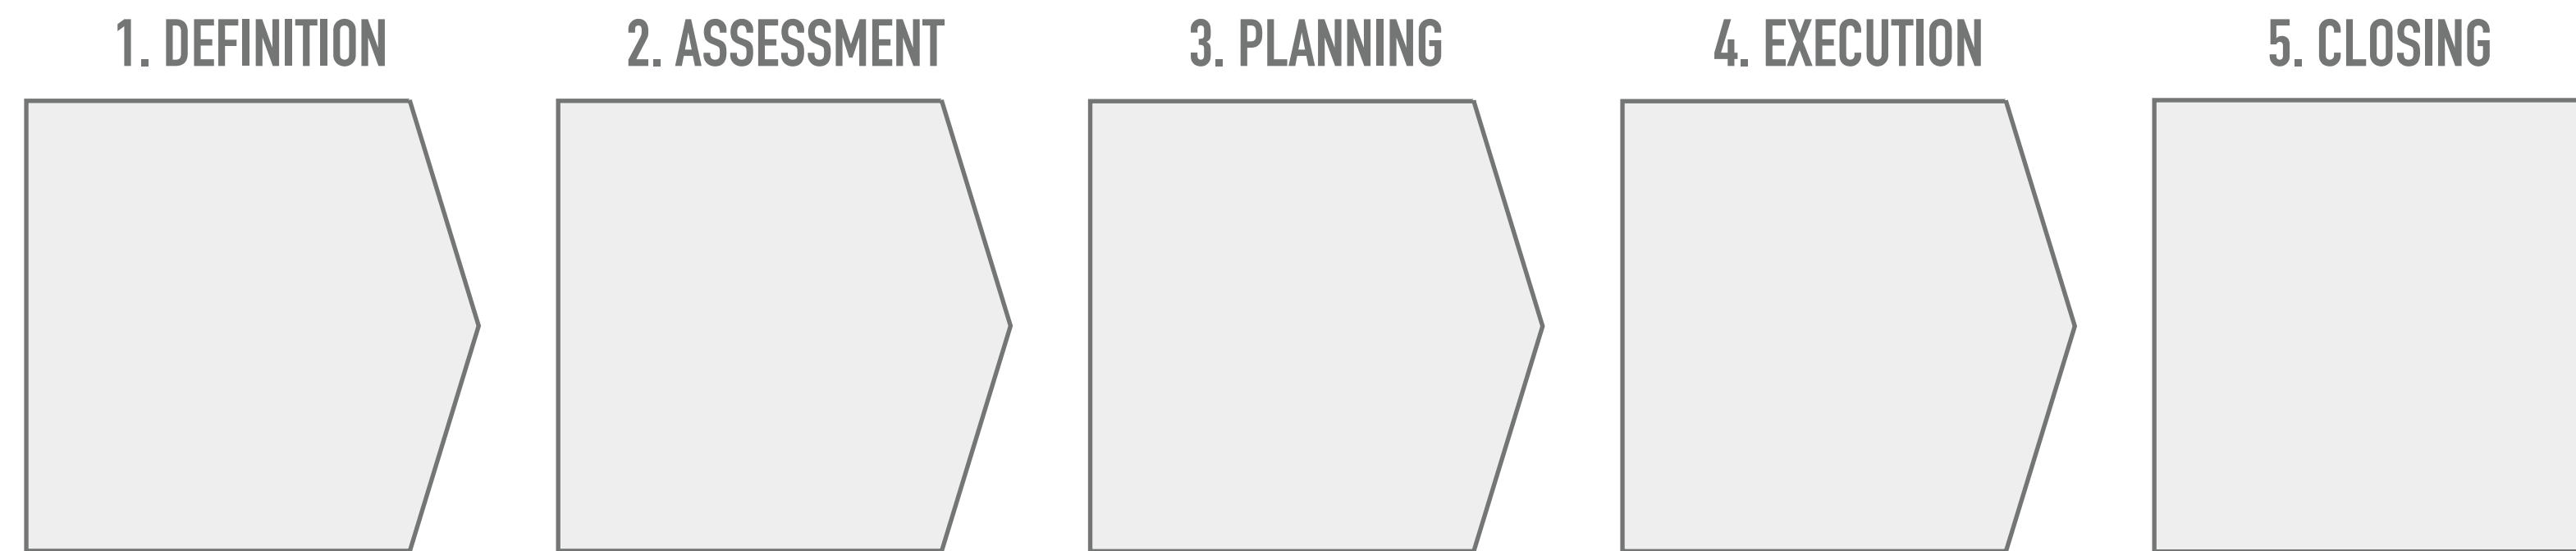 1. DEFINITION
2. ASSESSMENT
3. PLANNING
4. EXECUTION
5. CLOSING